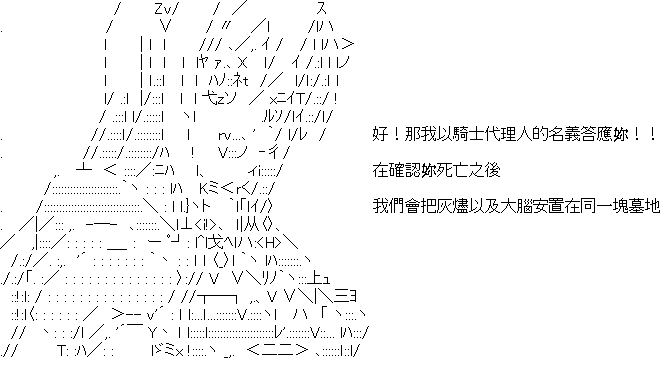 好！那我以騎士代理人的名義答應妳！！
在確認妳死亡之後
我們會把灰燼以及大腦安置在同一塊墓地